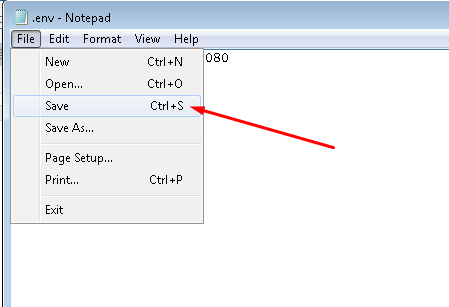 .env - Notepad
File Edit Format View Help
080
New Ctrl+N
Open... Ctrl+O
Save Ctrl+S
Save As...
Page Setup...
Print... Ctrl+P
Exit